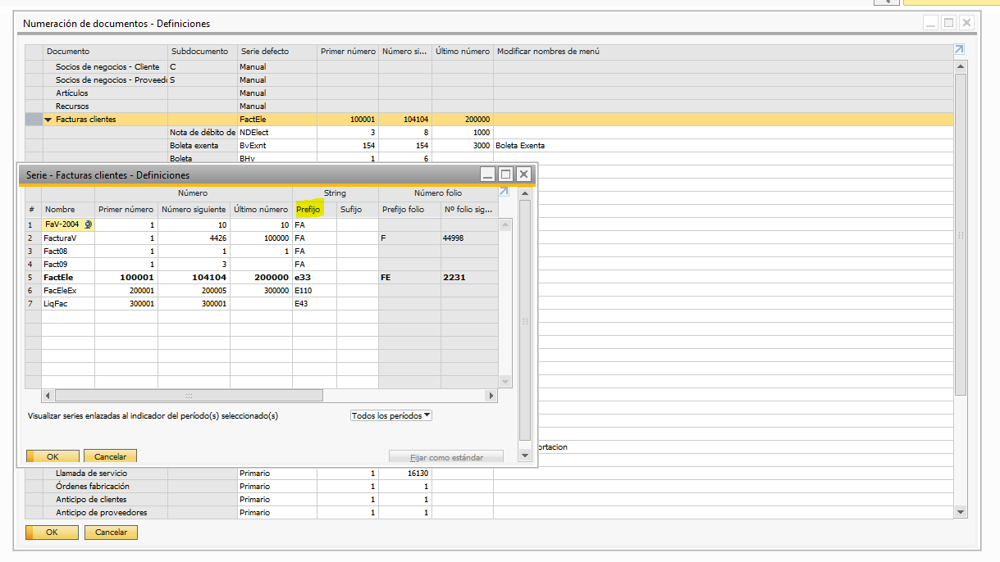 Numeración de documentos - Definiciones
Documento Subdocumento Serie defecto Primer número Número si... Último número Modificar nombres de menú
Socios de negocios - Cliente C Manual
Socios de negocios - Proveed S Manual
Artículos Manual
Recursos Manual
Facturas clientes FactEle 100001 104104 200000
Nota de débito de NDElect 3 8 1000
Boleta exenta BvExnt 154 154 3000 Boleta Exenta
Boleta BHv 1 6
Serie - Facturas clientes - Definiciones
Número String Número folio
# Nombre Primer número Número siguiente Último número Prefijo Sufijo Prefijo folio Nº folio sig...
1 FaV-2004 1 10 10 FA
2 FacturaV 1 4426 100000 FA F 44998
3 Fact08 1 1 1 FA
4 Fact09 1 3 FA
5 FactEle 100001 104104 200000 e33 FE 2231
6 FacEleEx 200001 200005 300000 E110
7 LiqFac 300001 300001 E43
Visualizar series enlazadas al indicador del período(s) seleccionado(s) Todos los períodos
OK Cancelar Fijar como estándar
ortacion
Llamada de servicio Primario 1 16130
Órdenes fabricación Primario 1 1
Anticipo de clientes Primario 1 1
Anticipo de proveedores Primario 1 1
OK Cancelar